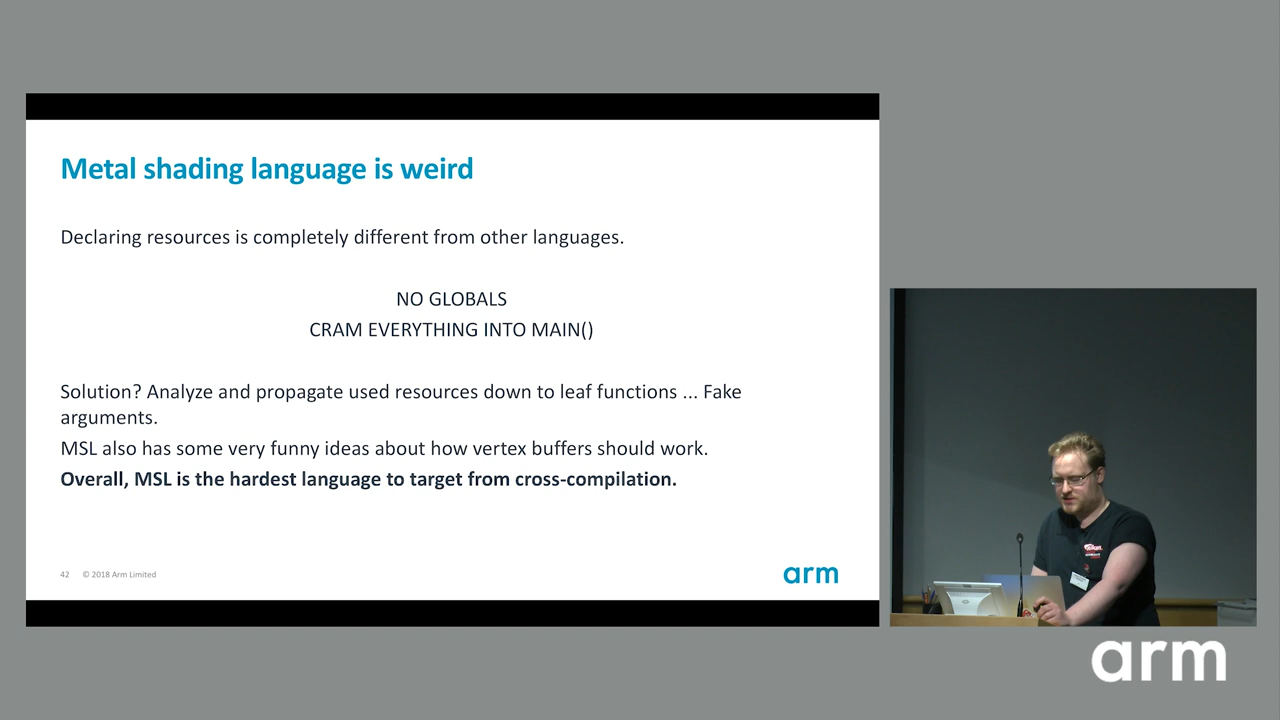 Metal shading language is weird
Declaring resources is completely different from other languages.
NO GLOBALS
CRAM EVERYTHING INTO MAIN()
Solution? Analyze and propagate used resources down to leaf functions ... Fake
arguments.
MSL also has some very funny ideas about how vertex buffers should work.
Overall, MSL is the hardest language to target from cross-compilation.
42 © 2018 Arm Limited
arm
arm